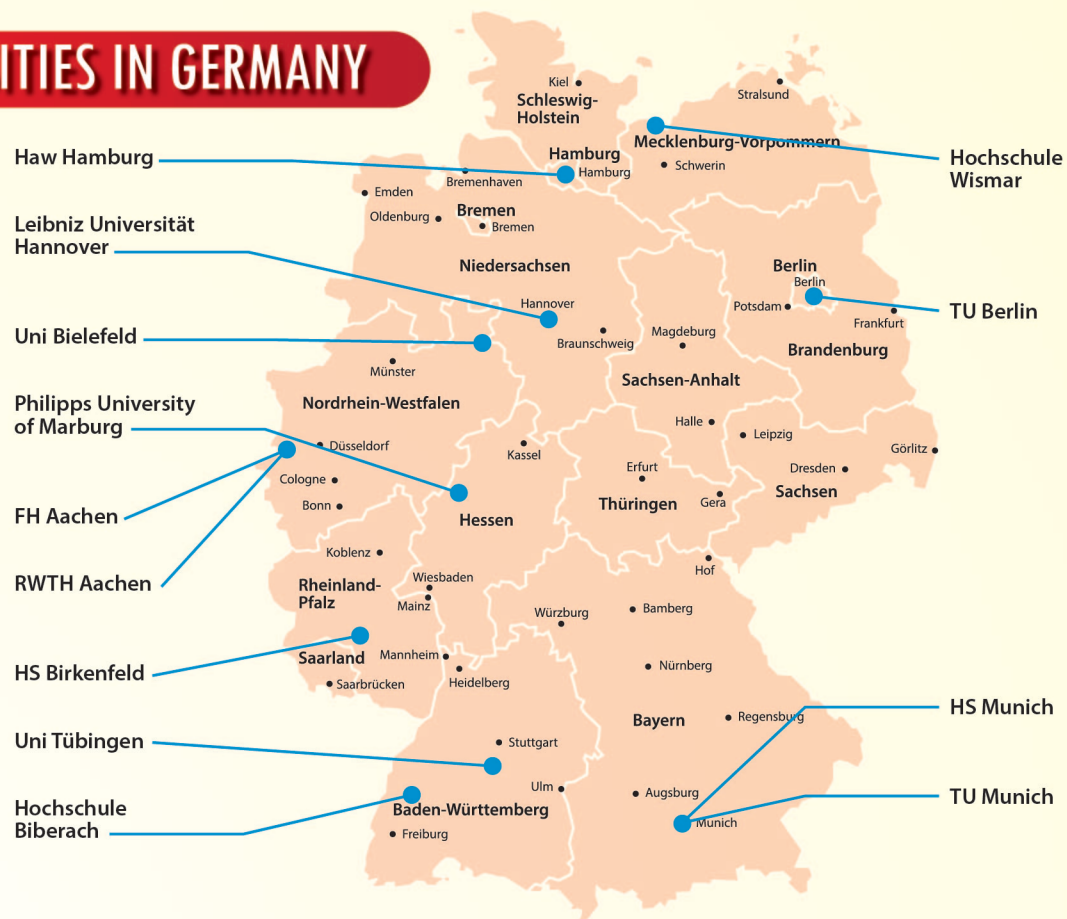 ITIES IN GERMANY
Haw Hamburg
Leibniz Universität
Hannover
Uni Bielefeld
Philipps University
of Marburg
FH Aachen
RWTH Aachen
HS Birkenfeld
Uni Tübingen
Hochschule
Biberach
Kiel
Schleswig-
Holstein
Stralsund
Mecklenburg-Vorpommern
Schwerin
Hamburg
Hamburg
Bremenhaven
Emden
Oldenburg
Bremen
Bremen
Niedersachsen
Hannover
Braunschweig
Berlin
Berlin
Potsdam
Frankfurt
Brandenburg
Magdeburg
Sachsen-Anhalt
Halle
Münster
Nordrhein-Westfalen
Düsseldorf
Cologne
Bonn
Kassel
Hessen
Erfurt
Thüringen
Gera
Leipzig
Dresden
Görlitz
Sachsen
Koblenz
Rheinland-
Pfalz
Wiesbaden
Mainz
Saarland
Saarbrücken
Mannheim
Heidelberg
Hof
Würzburg
Bamberg
Nürnberg
Bayern
Regensburg
Stuttgart
Ulm
Augsburg
Baden-Württemberg
Freiburg
Munich
Hochschule
Wismar
TU Berlin
HS Munich
TU Munich